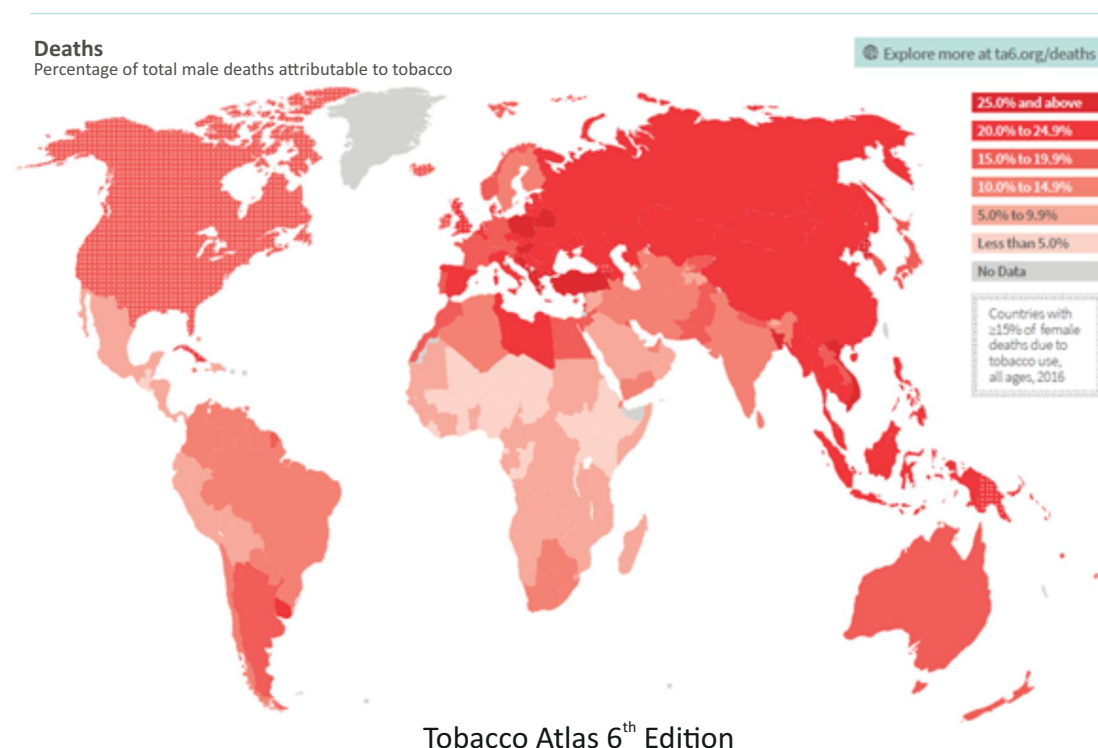 Deaths
Percentage of total male deaths attributable to tobacco
Explore more at ta6.org/deaths
25.0% and above
20.0% to 24.9%
15.0% to 19.9%
10.0% to 14.9%
5.0% to 9.9%
Less than 5.0%
No Data
Countries with
≥15% of female
deaths due to
tobacco use,
all ages, 2016
Tobacco Atlas 6th Edition